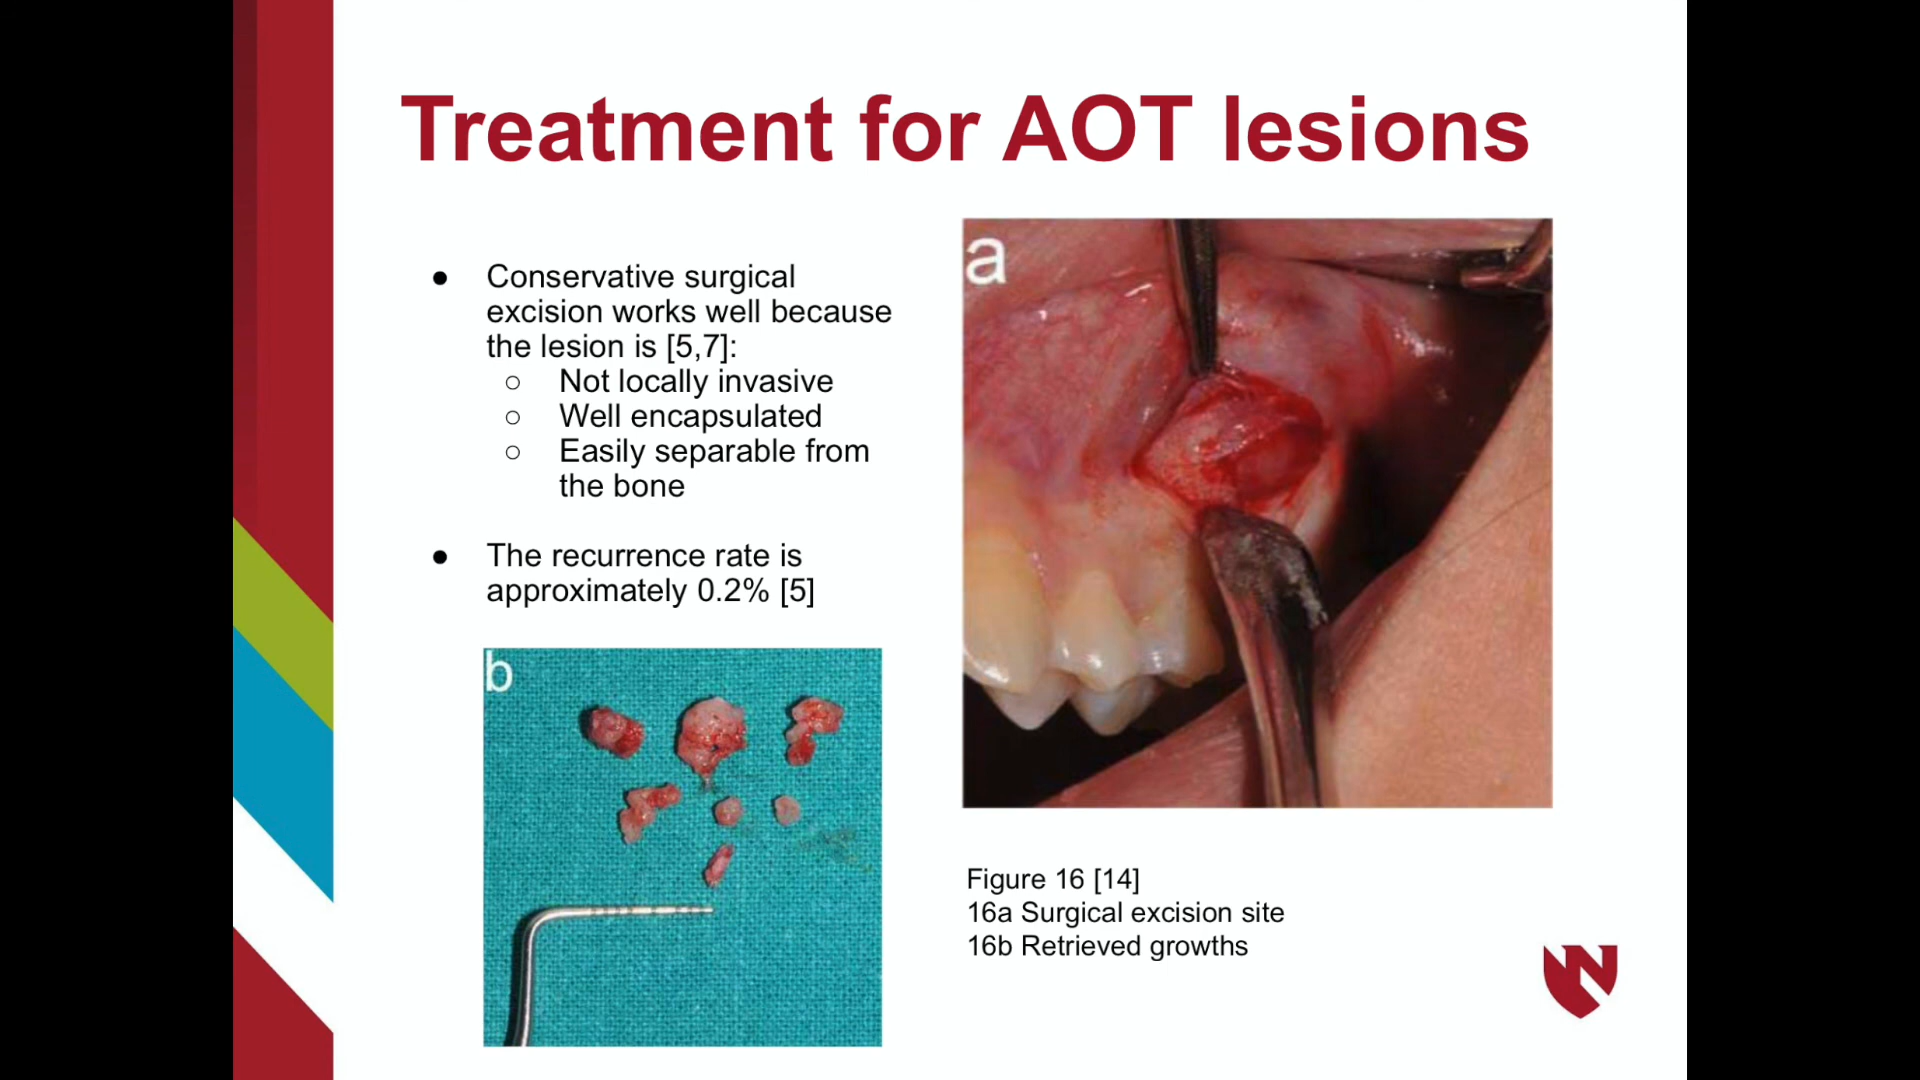 Treatment for AOT lesions
● Conservative surgical
excision works well because
the lesion is [5,7]:
○ Not locally invasive
○ Well encapsulated
○ Easily separable from
the bone
● The recurrence rate is
approximately 0.2% [5]
a
b
Figure 16 [14]
16a Surgical excision site
16b Retrieved growths
N